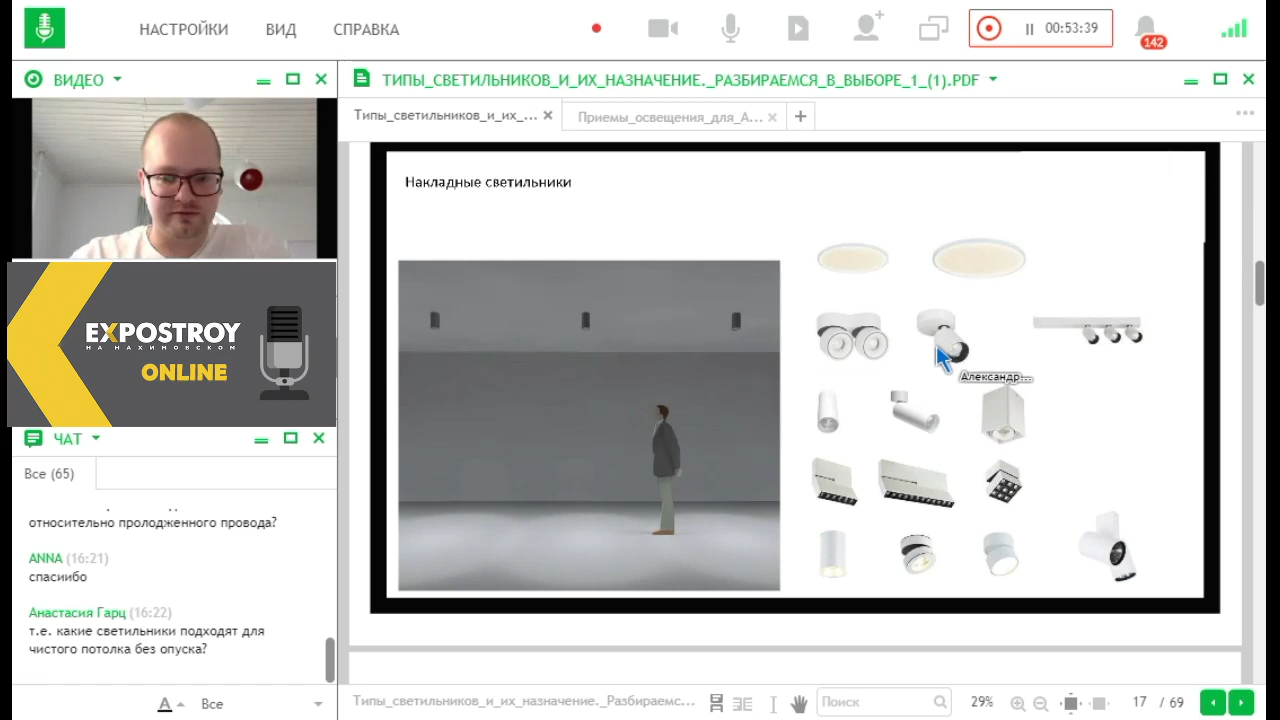 НАСТРОЙКИ
ВИД
СПРАВКА
00:53:39
142
ВИДЕО
ТИПЫ_СВЕТИЛЬНИКОВ_И_ИХ_НАЗНАЧЕНИЕ._РАЗБИРАЕМСЯ_В_ВЫБОРЕ_1_(1).PDF
Типы_светильников_и_их_...
Приемы_освещения_для_А...
Накладные светильники
Александр...
EXPOSTROY
НА НАХИМОВСКОМ
ONLINE
ЧАТ
Все (65)
относительно пролодженного провода?
ANNA (16:21)
спасиибо
Анастасия Гарц (16:22)
т.е. какие светильники подходят для
чистого потолка без опуска?
A
Все
Типы_светильников_и_их_назначение._Разбираемс...
Поиск
29%
17 / 69